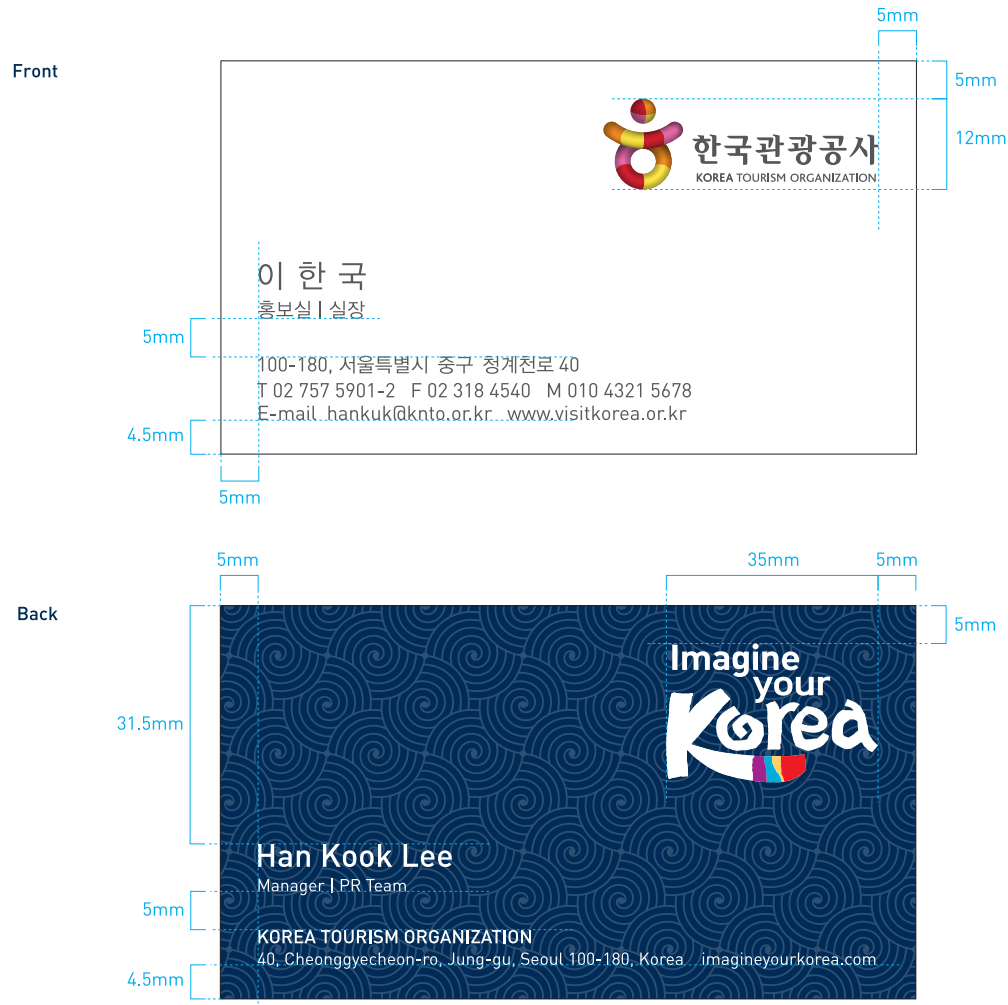 5mm
Front
5mm
12mm
한국관광공사
KOREA TOURISM ORGANIZATION
이 한 국
홍보실 | 실장
5mm
100-180, 서울특별시 중구 청계천로 40
T 02 757 5901-2 F 02 318 4540 M 010 4321 5678
E-mail hankuk@knto.or.kr www.visitkorea.or.kr
4.5mm
5mm
5mm
35mm
5mm
Back
5mm
Imagine
your
Korea
31.5mm
Han Kook Lee
Manager | PR Team
5mm
KOREA TOURISM ORGANIZATION
40, Cheonggyecheon-ro, Jung-gu, Seoul 100-180, Korea imagineyourkorea.com
4.5mm